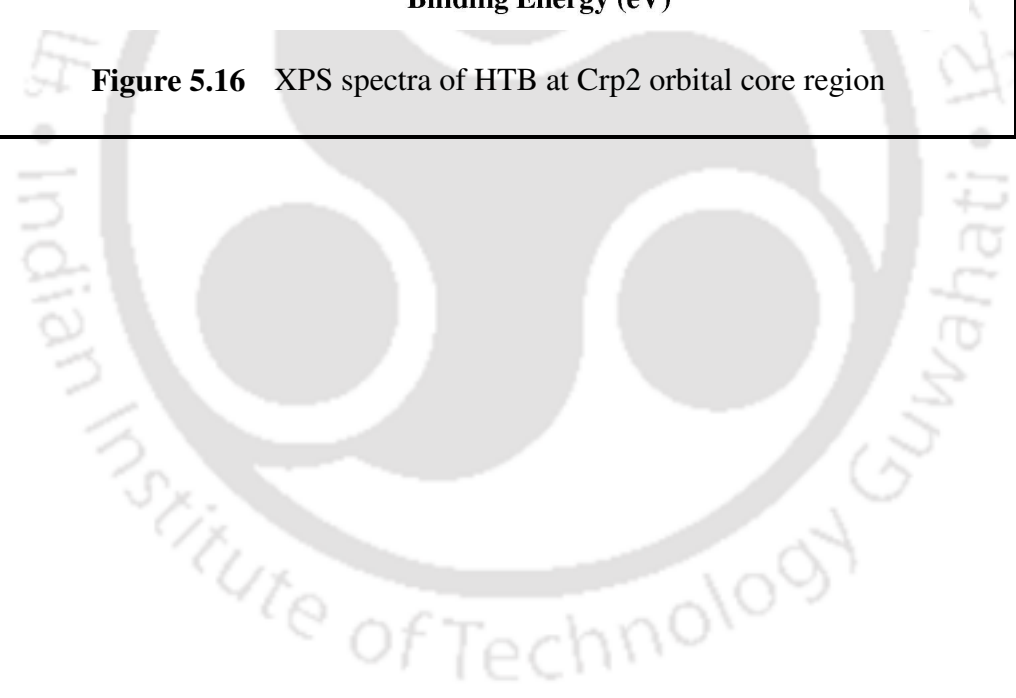 Binding Energy (eV)
Figure 5.16 XPS spectra of HTB at Crp2 orbital core region
Indian Institute of Technology Guwahati